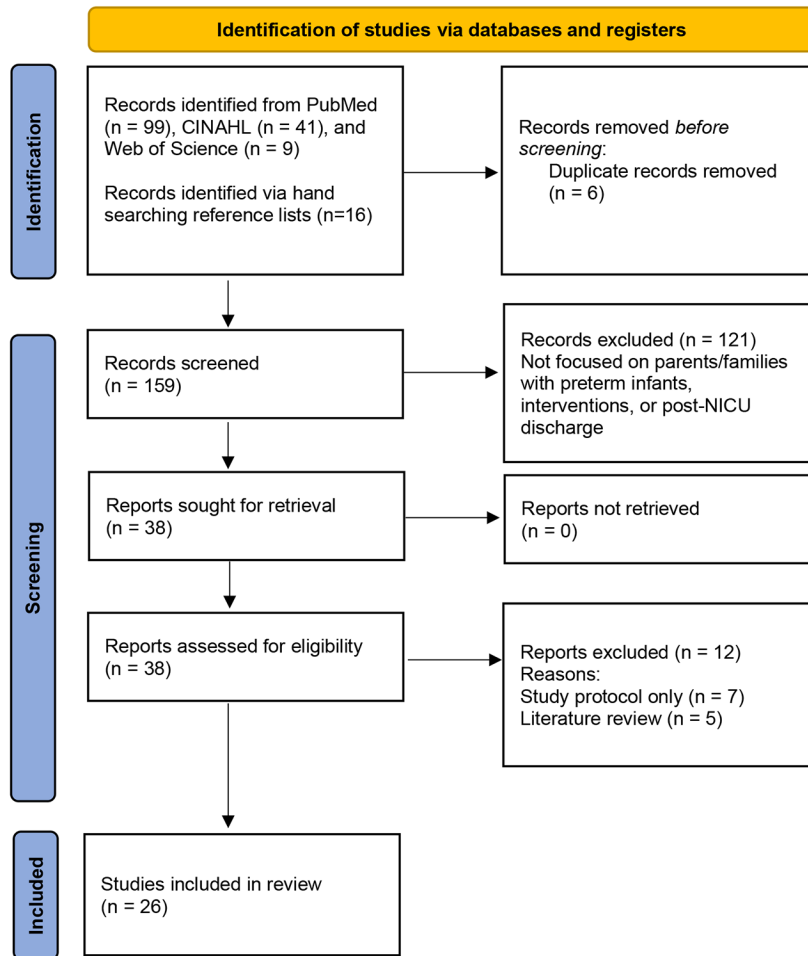 Identification of studies via databases and registers
Identification
Records identified from PubMed
(n = 99), CINAHL (n = 41), and
Web of Science (n = 9)
Records identified via hand
searching reference lists (n=16)
Records removed before
screening:
Duplicate records removed
(n = 6)
Screening
Records screened
(n = 159)
Records excluded (n = 121)
Not focused on parents/families
with preterm infants,
interventions, or post-NICU
discharge
Reports sought for retrieval
(n = 38)
Reports not retrieved
(n = 0)
Reports assessed for eligibility
(n = 38)
Reports excluded (n = 12)
Reasons:
Study protocol only (n = 7)
Literature review (n = 5)
Included
Studies included in review
(n = 26)